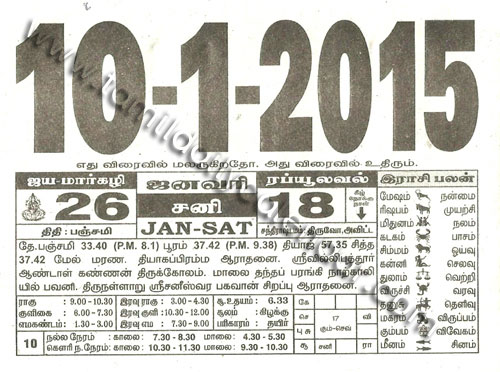 10-1-2015
எது விரைவில் மலருகிறதோ. அது விரைவில் உதிரும்.
ஜய-மார்கழி ஜனவரி ரப்யூலவல் இராசி பலன்
26 சனி 18
திதி : பஞ்சமி JAN-SAT சந்திராஷ்டமம் : திருவோ,அவிட்.
கீழ் நோக்கு நாள்
மேஷம் நன்மை
ரிஷபம் முயற்சி
மிதுனம் நலம்
கடகம் பாசம்
சிம்மம் ஓய்வு
கன்னி செலவு
துலாம் வெற்றி
விருச் வரவு
தனுசு தெளிவு
மகரம் விருப்பம்
கும்பம் விவேகம்
மீனம் சினம்
தே.பஞ்சமி 33.40 (P.M. 8.1) பூரம் 37.42 (P.M. 9.38) தியாஜ் 51.35 சித்த
37.42 மேல் மரண. தியாகப்பிரம்ம ஆராதனை. ஸ்ரீவில்லிபுத்தூர்
ஆண்டாள் கண்ணன் திருக்கோலம். மாலை தந்தப் பரங்கி நாற்காலி
யில் பவனி. திருநள்ளாறு ஸ்ரீசனீஸ்வர பகவான் சிறப்பு ஆராதனை.
ராகு 9.00 - 10.30 இரவு ராகு : 3.00 - 4.30 சூ.உதயம் : 6.33
குளிகை 6.00 - 7.30 இரவு குளி. 10.30 - 12.00 சூலம் : கிழக்கு
எமகண்டம் : 1.30 - 3.00 இரவு எம - 7.30 - 9.00 பரிகாரம் : தயிர்
10 நல்ல நேரம் : காலை : 7.30 - 8.30 மாலை : 4.30 - 5.30
கௌரி ந.நேரம் : காலை : 10.30 - 11.30 மாலை : 9.30 - 10.30
கே செ
17 வி
பு சு கும்-செவ்
சூ சனி ரா
www.tamildailycalendar.com